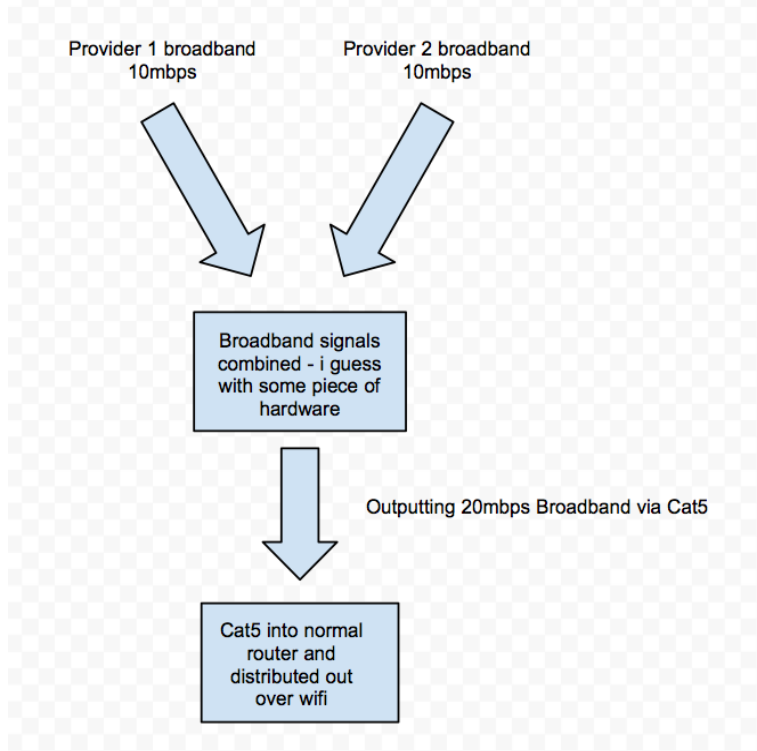 Provider 1 broadband
10mbps
Provider 2 broadband
10mbps
Broadband signals
combined - i guess
with some piece of
hardware
Outputting 20mbps Broadband via Cat5
Cat5 into normal
router and
distributed out
over wifi